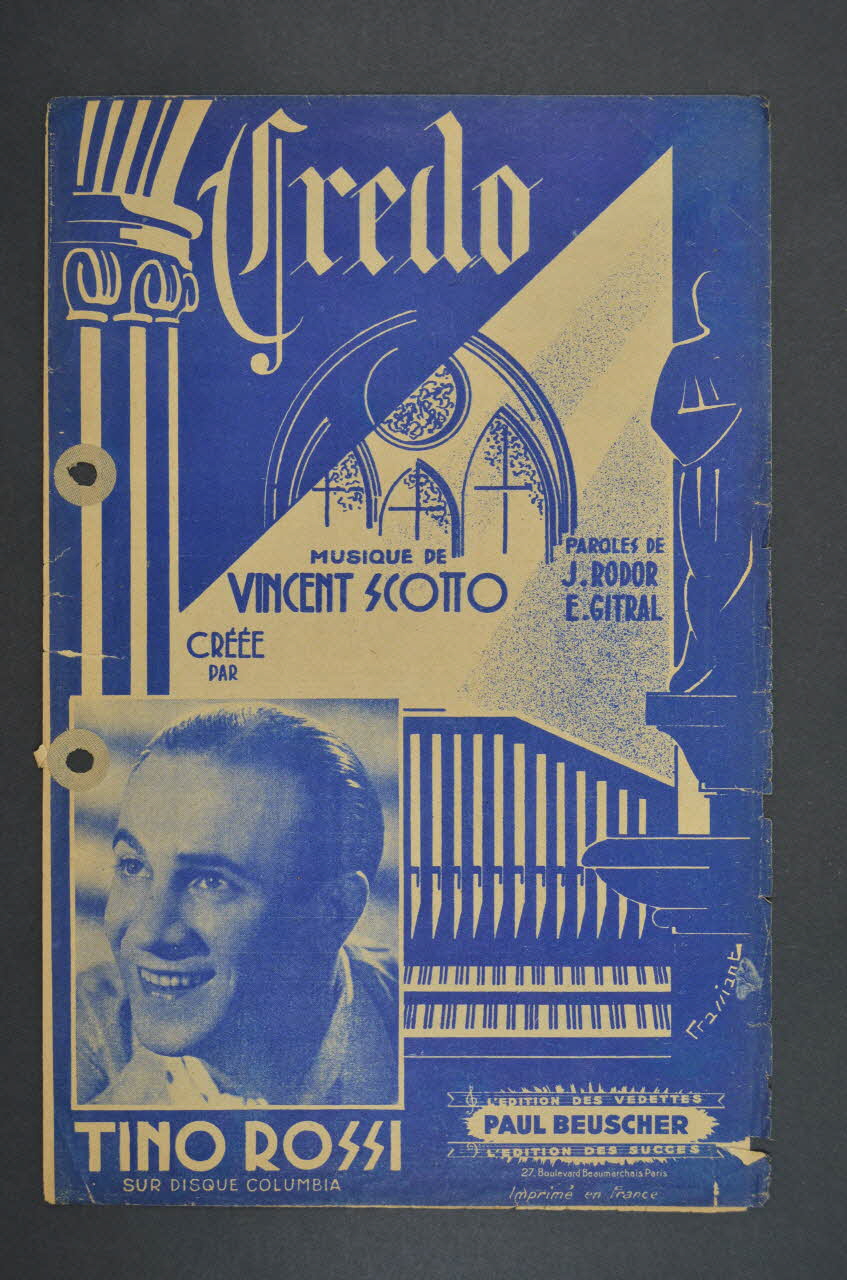 Credo
MUSIQUE DE
VINCENT SCOTTO
PAROLES DE
J. RODOR
E. GITRAL
CRÉÉE
PAR
TINO ROSSI
SUR DISQUE COLUMBIA
L'EDITION DES VEDETTES
PAUL BEUSCHER
L'EDITION DES SUCCES
27, Boulevard Beaumarchais. Paris
Imprimé en France